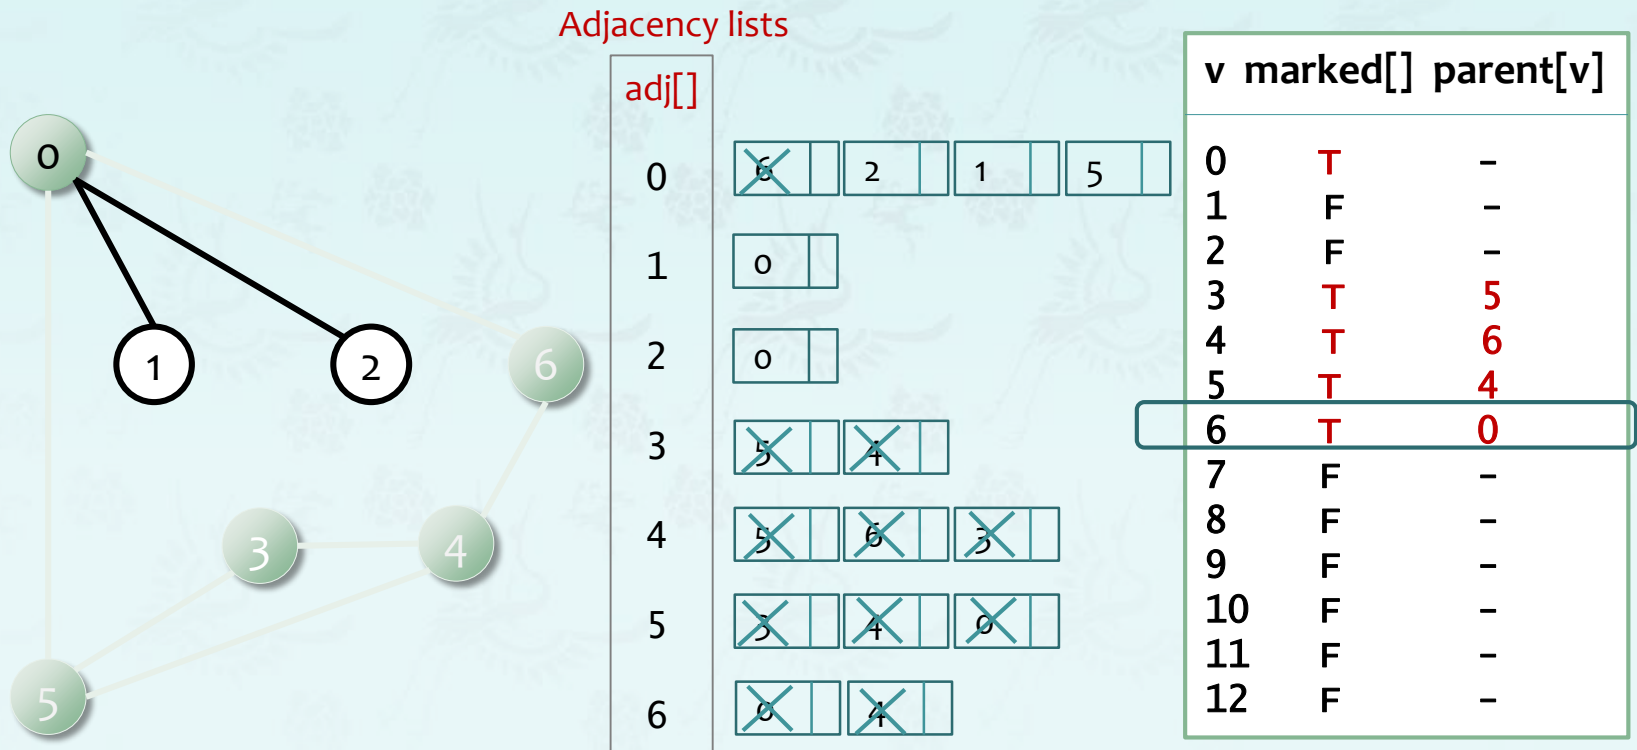 Adjacency lists
adj[]
0 6 2 1 5
1 0
2 0
3 5 4
4 5 6 3
5 3 4 0
6 0 4
v marked[] parent[v]
0 T –
1 F –
2 F –
3 T 5
4 T 6
5 T 4
6 T 0
7 F –
8 F –
9 F –
10 F –
11 F –
12 F –
0
1
2
6
3
4
5